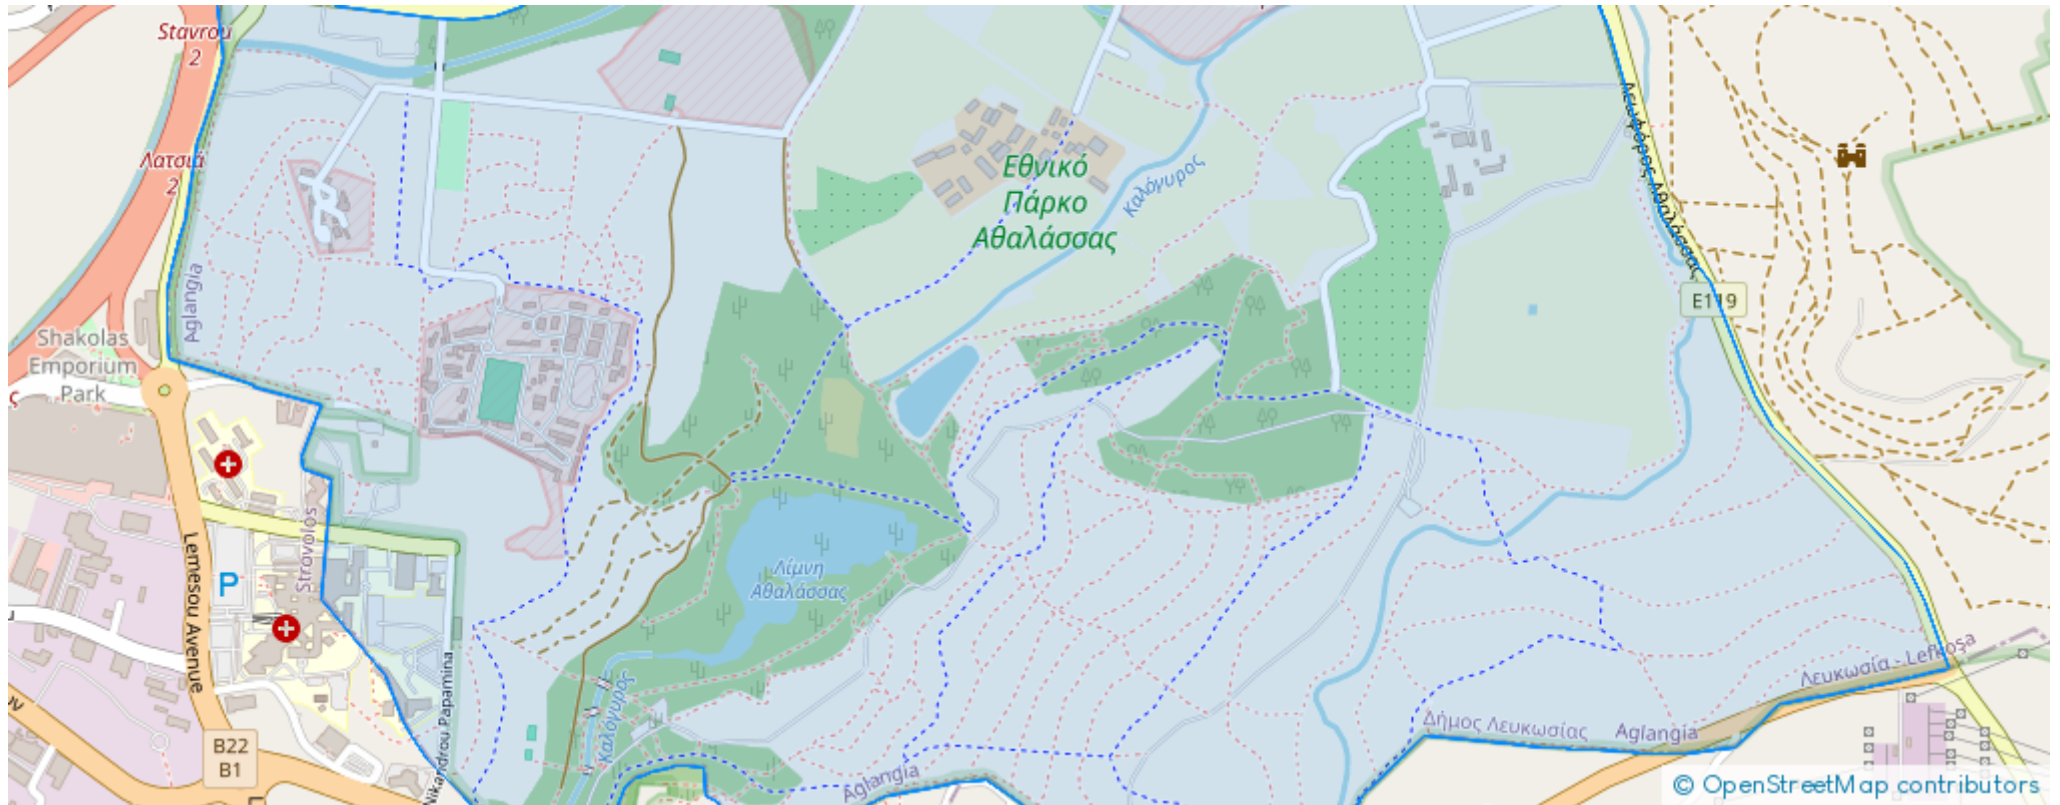 Stavrou
2
Λατσιά
2
Aglangia
Shakolas
Emporium
Park
ς
Strovolos
Lemesou Avenue
P
N
B22
B1
Nikandrou Papamina
Εθνικό
Πάρκο
Αθαλάσσας
Καλόγυρος
Λίμνη
Αθαλάσσας
Καλόγυρος
Aglangia
Λεωφόρος Αθαλάσσας
E119
Λευκωσία - Lefkoşa
Δήμος Λευκωσίας
Aglangia
© OpenStreetMap contributors